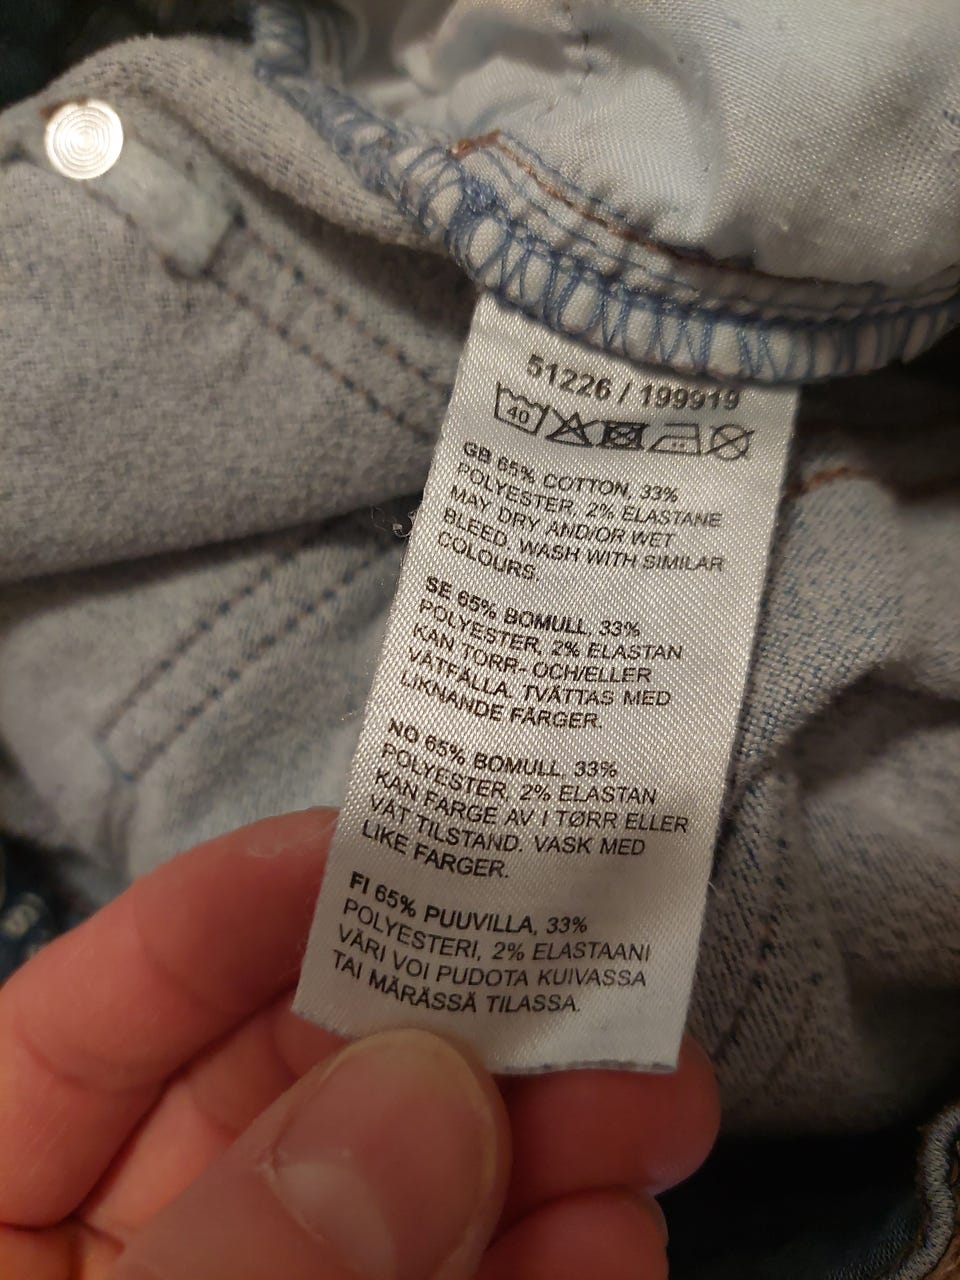 51226 / 199919
40
GB 65% COTTON, 33%
POLYESTER, 2% ELASTANE
MAY DRY AND/OR WET
BLEED. WASH WITH SIMILAR
COLOURS.
SE 65% BOMULL, 33%
POLYESTER, 2% ELASTAN
KAN TORR- OCH/ELLER
VÅTFÄLLA. TVÄTTAS MED
LIKNANDE FÄRGER.
NO 65% BOMULL, 33%
POLYESTER, 2% ELASTAN
KAN FARGE AV I TØRR ELLER
VÅT TILSTAND. VASK MED
LIKE FARGER.
FI 65% PUUVILLA, 33%
POLYESTERI, 2% ELASTAANI
VÄRI VOI PUDOTA KUIVASSA
TAI MÄRÄSSÄ TILASSA.